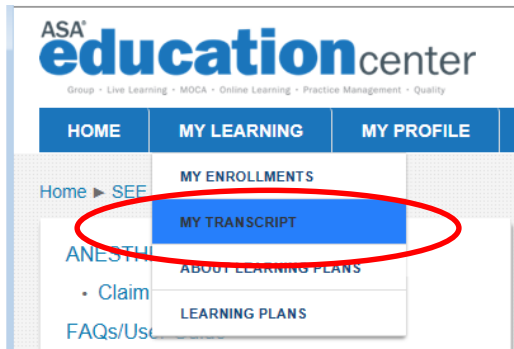 ASA®
educationcenter
Group • Live Learning • MOCA • Online Learning • Practice Management • Quality
HOME MY LEARNING MY PROFILE
MY ENROLLMENTS
Home ► SEE
MY TRANSCRIPT
ABOUT LEARNING PLANS
• Claim
LEARNING PLANS
FAQs/User